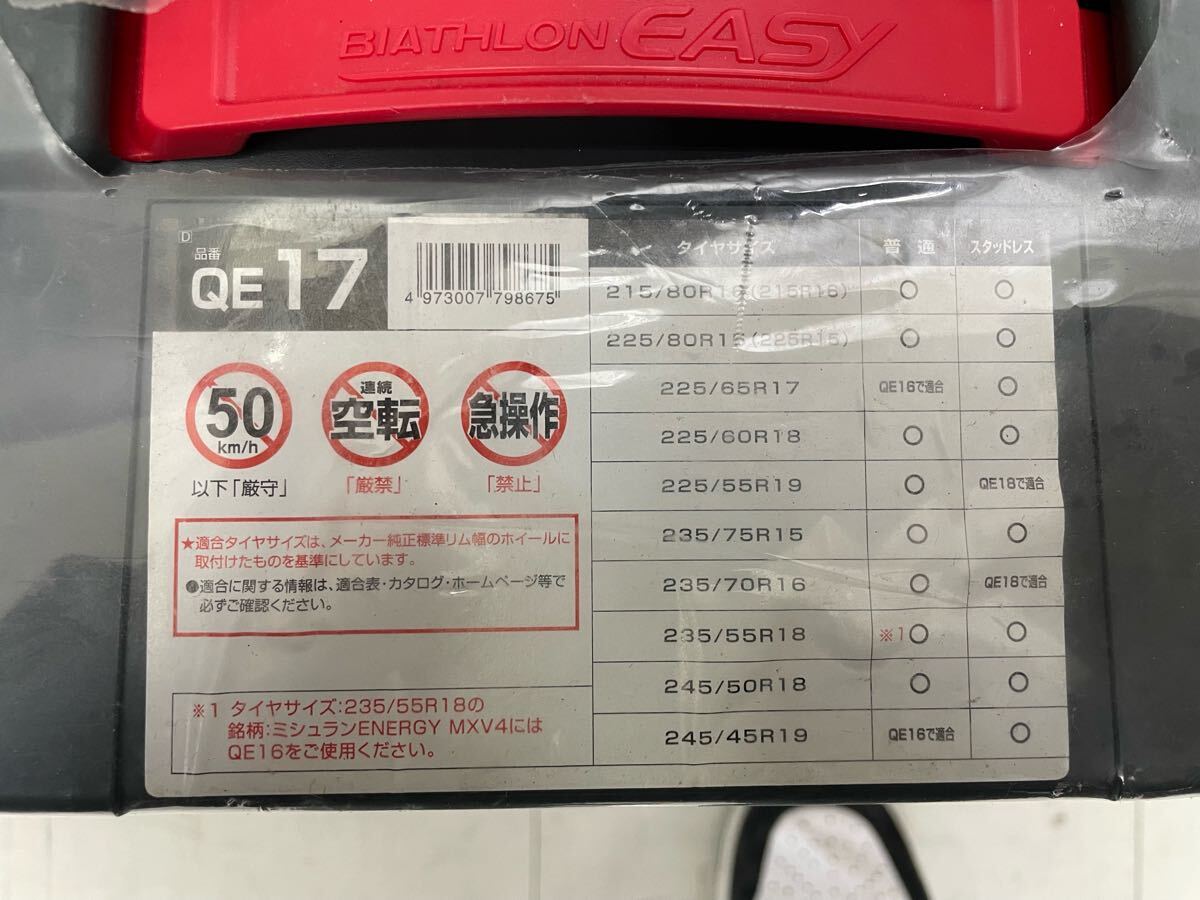 BIATHLON EASY
D
品番
QE17
4 973007 798675
50
km/h
以下「厳守」
連続
空転
「厳禁」
急操作
「禁止」
★適合タイヤサイズは、メーカー純正標準リム幅のホイールに
取付けたものを基準にしています。
●適合に関する情報は、適合表・カタログ・ホームページ等で
必ずご確認ください。
※1 タイヤサイズ:235/55R18の
銘柄:ミシュランENERGY MXV4には
QE16をご使用ください。
タイヤサイズ 普通 スタッドレス
215/80R16(215R16) ○ ○
225/80R15(225R15) ○ ○
225/65R17 QE16で適合 ○
225/60R18 ○ ○
225/55R19 ○ QE18で適合
235/75R15 ○ ○
235/70R16 ○ QE18で適合
235/55R18 ※1○ ○
245/50R18 ○ ○
245/45R19 QE16で適合 ○